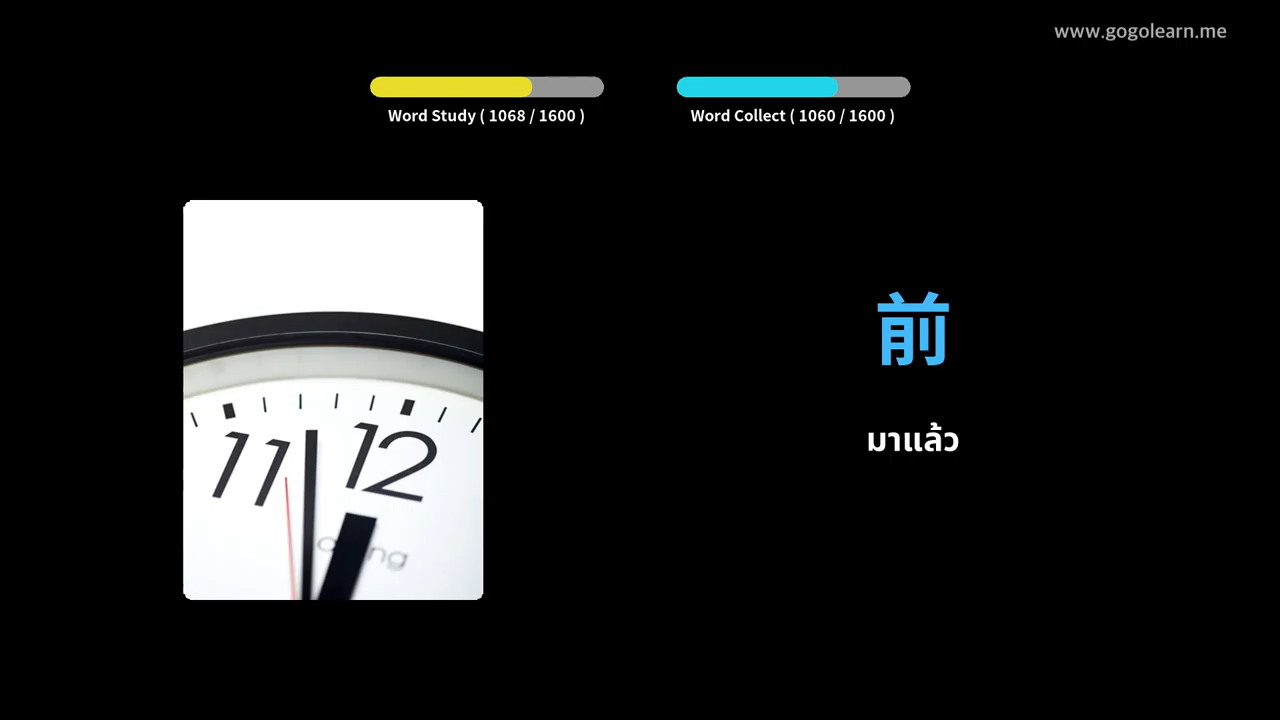 www.gogolearn.me
Word Study ( 1068 / 1600 )
Word Collect ( 1060 / 1600 )
11
12
前
มาแล้ว